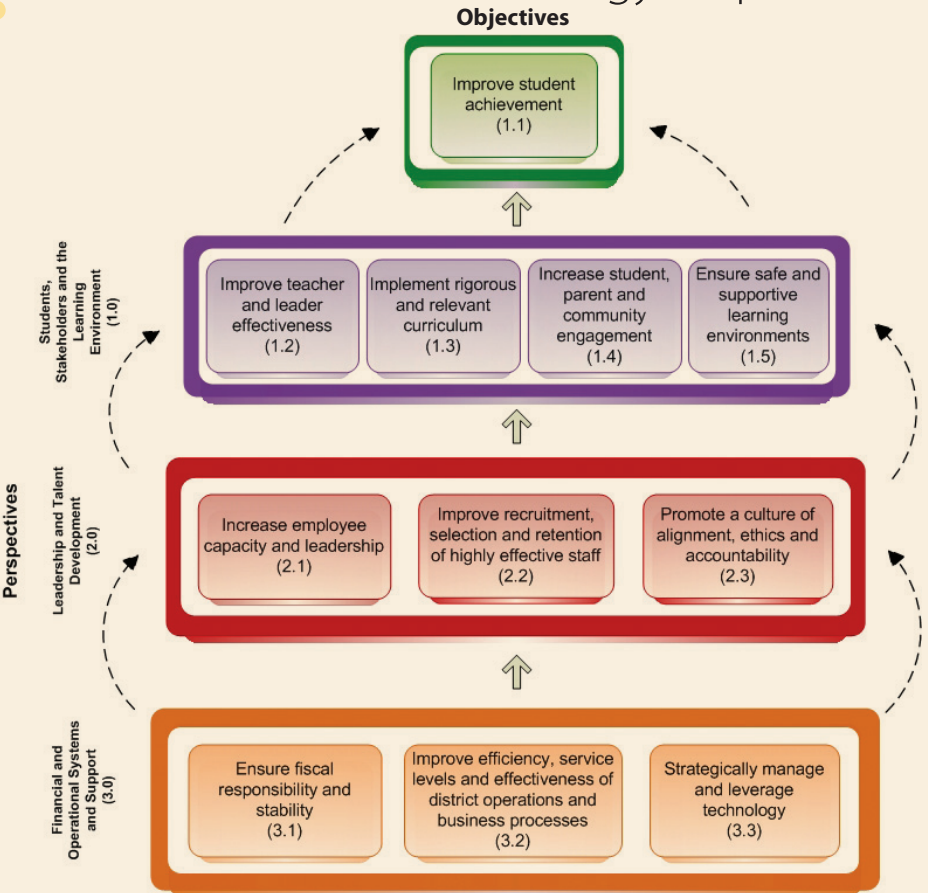 Objectives
Improve student
achievement
(1.1)
Students,
Stakeholders and the
Learning
Environment
(1.0)
Improve teacher
and leader
effectiveness
(1.2)
Implement rigorous
and relevant
curriculum
(1.3)
Increase student,
parent and
community
engagement
(1.4)
Ensure safe and
supportive
learning
environments
(1.5)
Perspectives
Leadership and Talent
Development
(2.0)
Increase employee
capacity and leadership
(2.1)
Improve recruitment,
selection and retention
of highly effective staff
(2.2)
Promote a culture of
alignment, ethics and
accountability
(2.3)
Financial and
Operational Systems
and Support
(3.0)
Ensure fiscal
responsibility and
stability
(3.1)
Improve efficiency, service
levels and effectiveness of
district operations and
business processes
(3.2)
Strategically manage
and leverage
technology
(3.3)